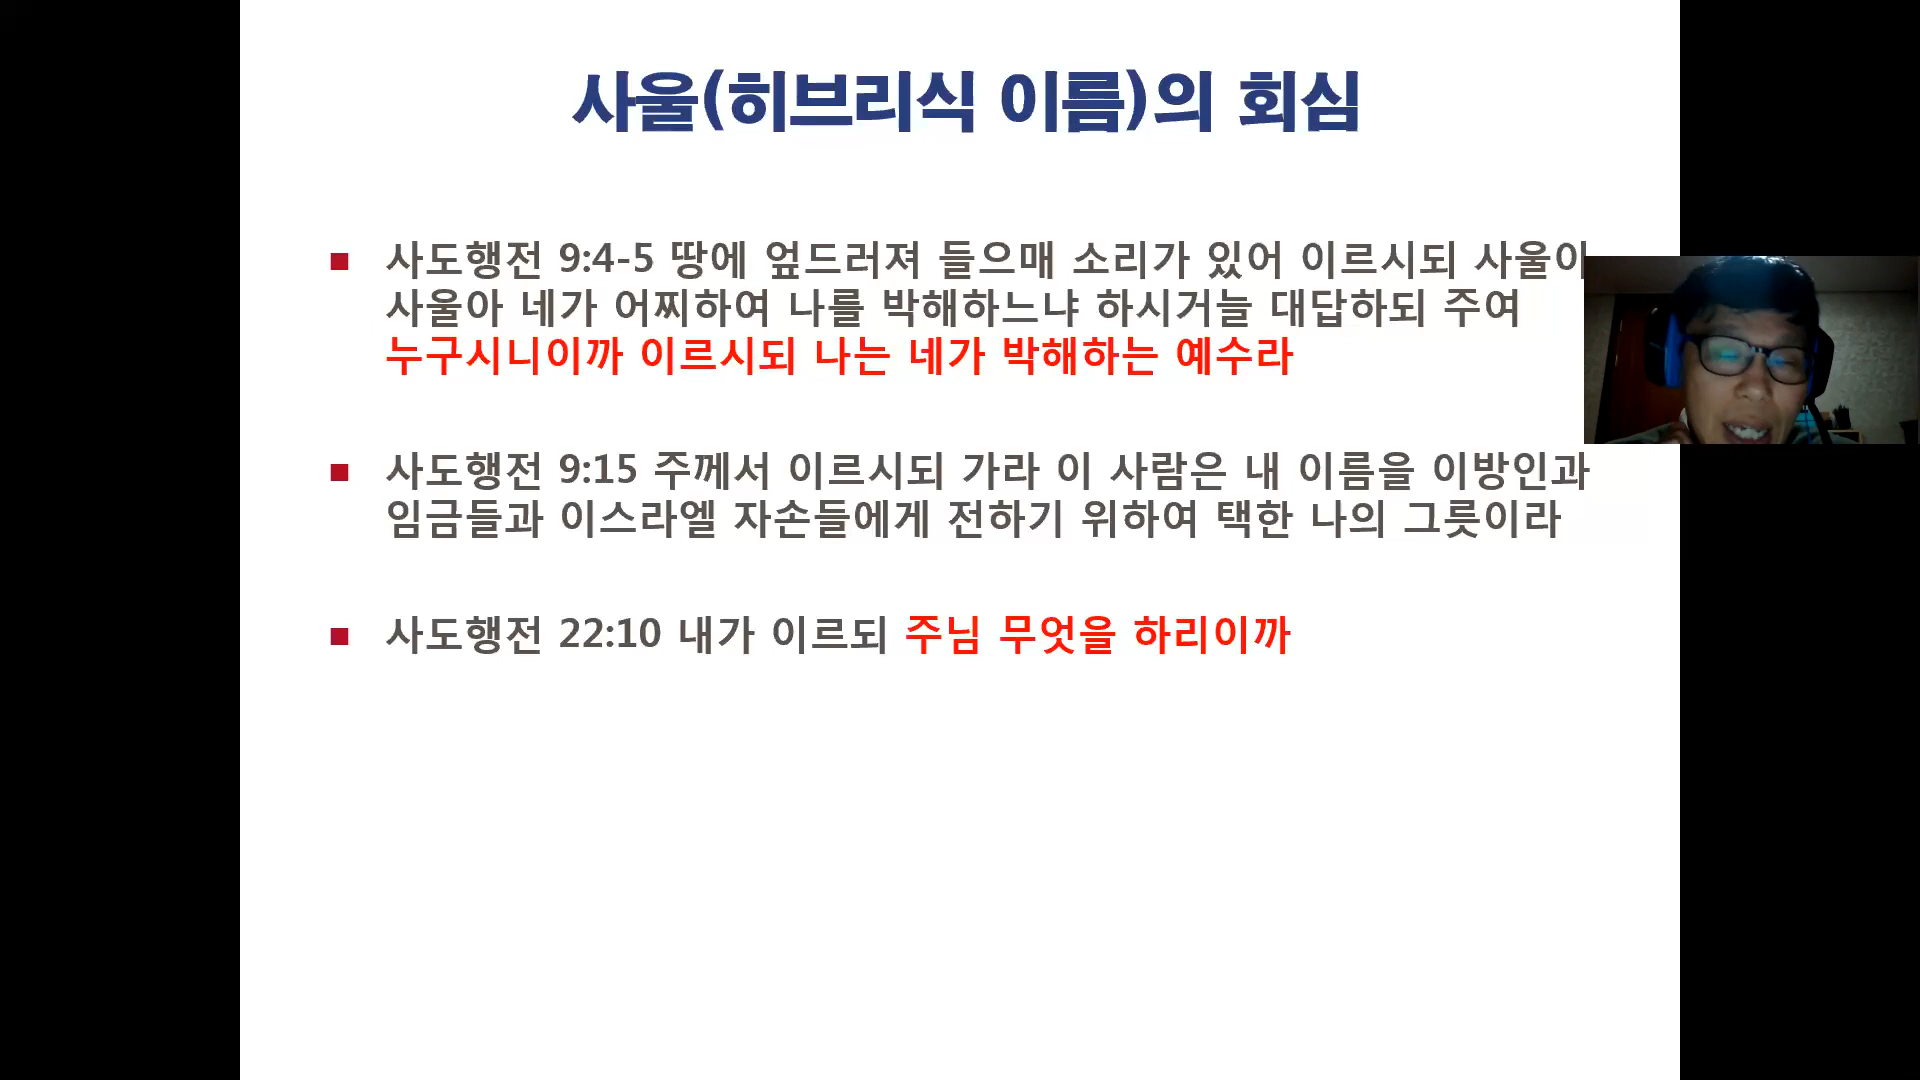 사울(히브리식 이름)의 회심
사도행전 9:4-5 땅에 엎드러져 들으매 소리가 있어 이르시되 사울아
사울아 네가 어찌하여 나를 박해하느냐 하시거늘 대답하되 주여
누구시니이까 이르시되 나는 네가 박해하는 예수라
사도행전 9:15 주께서 이르시되 가라 이 사람은 내 이름을 이방인과
임금들과 이스라엘 자손들에게 전하기 위하여 택한 나의 그릇이라
사도행전 22:10 내가 이르되 주님 무엇을 하리이까